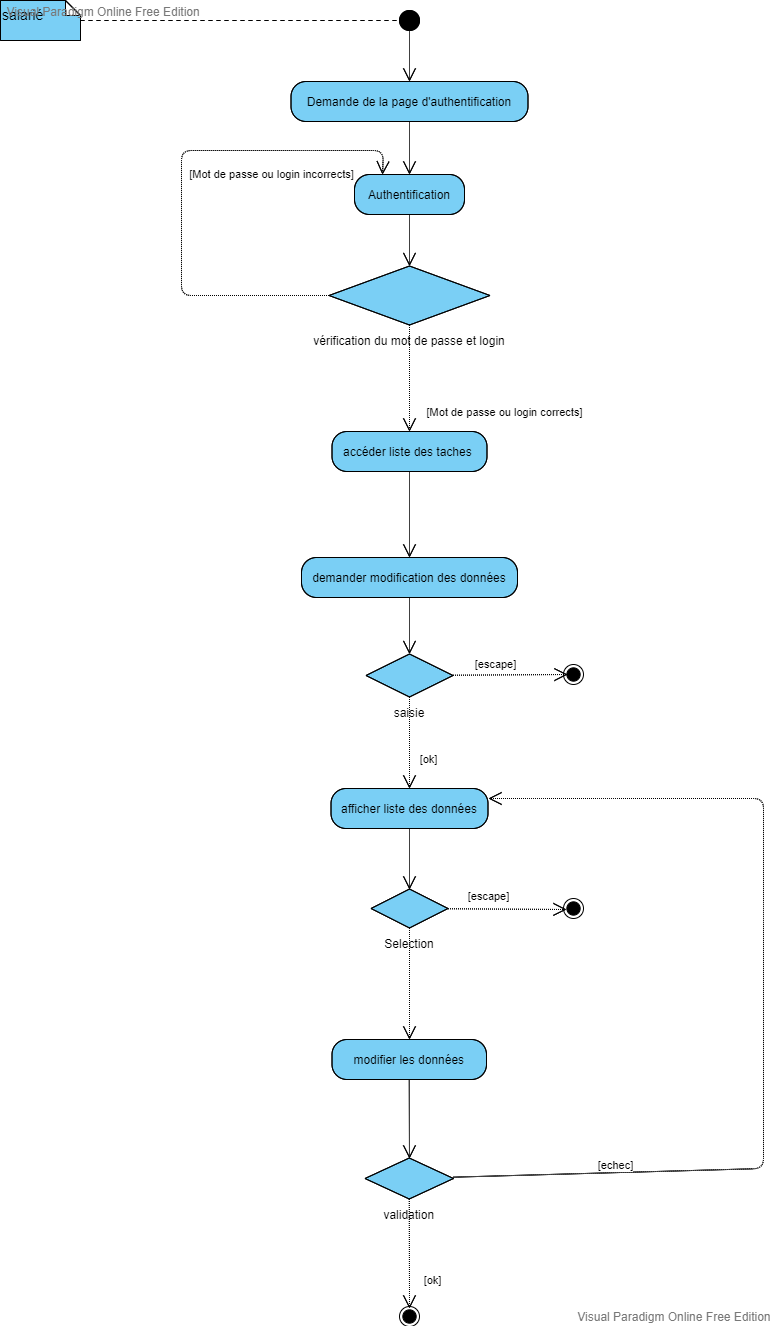 Visual Paradigm Online Free Edition
salarié
Demande de la page d'authentification
[Mot de passe ou login incorrects]
Authentification
vérification du mot de passe et login
[Mot de passe ou login corrects]
accéder liste des taches
demander modification des données
[escape]
saisie
[ok]
afficher liste des données
[escape]
Selection
modifier les données
[echec]
validation
[ok]
Visual Paradigm Online Free Edition